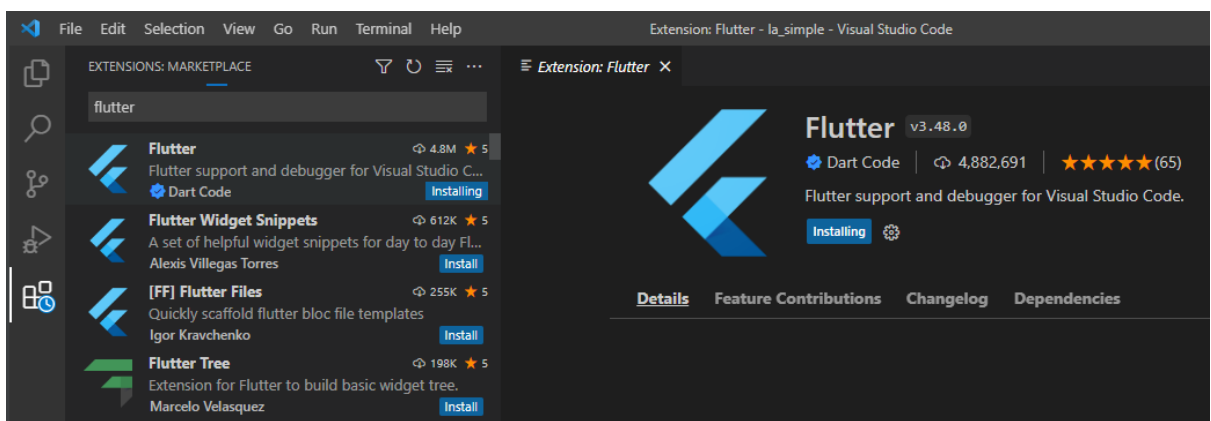 File Edit Selection View Go Run Terminal Help
Extension: Flutter - la_simple - Visual Studio Code
EXTENSIONS: MARKETPLACE
flutter
Flutter 4.8M ★ 5
Flutter support and debugger for Visual Studio C...
Dart Code Installing
Flutter Widget Snippets 612K ★ 5
A set of helpful widget snippets for day to day Fl...
Alexis Villegas Torres Install
[FF] Flutter Files 255K ★ 5
Quickly scaffold flutter bloc file templates
Igor Kravchenko Install
Flutter Tree 198K ★ 5
Extension for Flutter to build basic widget tree.
Marcelo Velasquez Install
Extension: Flutter
Flutter v3.48.0
Dart Code 4,882,691 ★★★★★(65)
Flutter support and debugger for Visual Studio Code.
Installing
Details Feature Contributions Changelog Dependencies